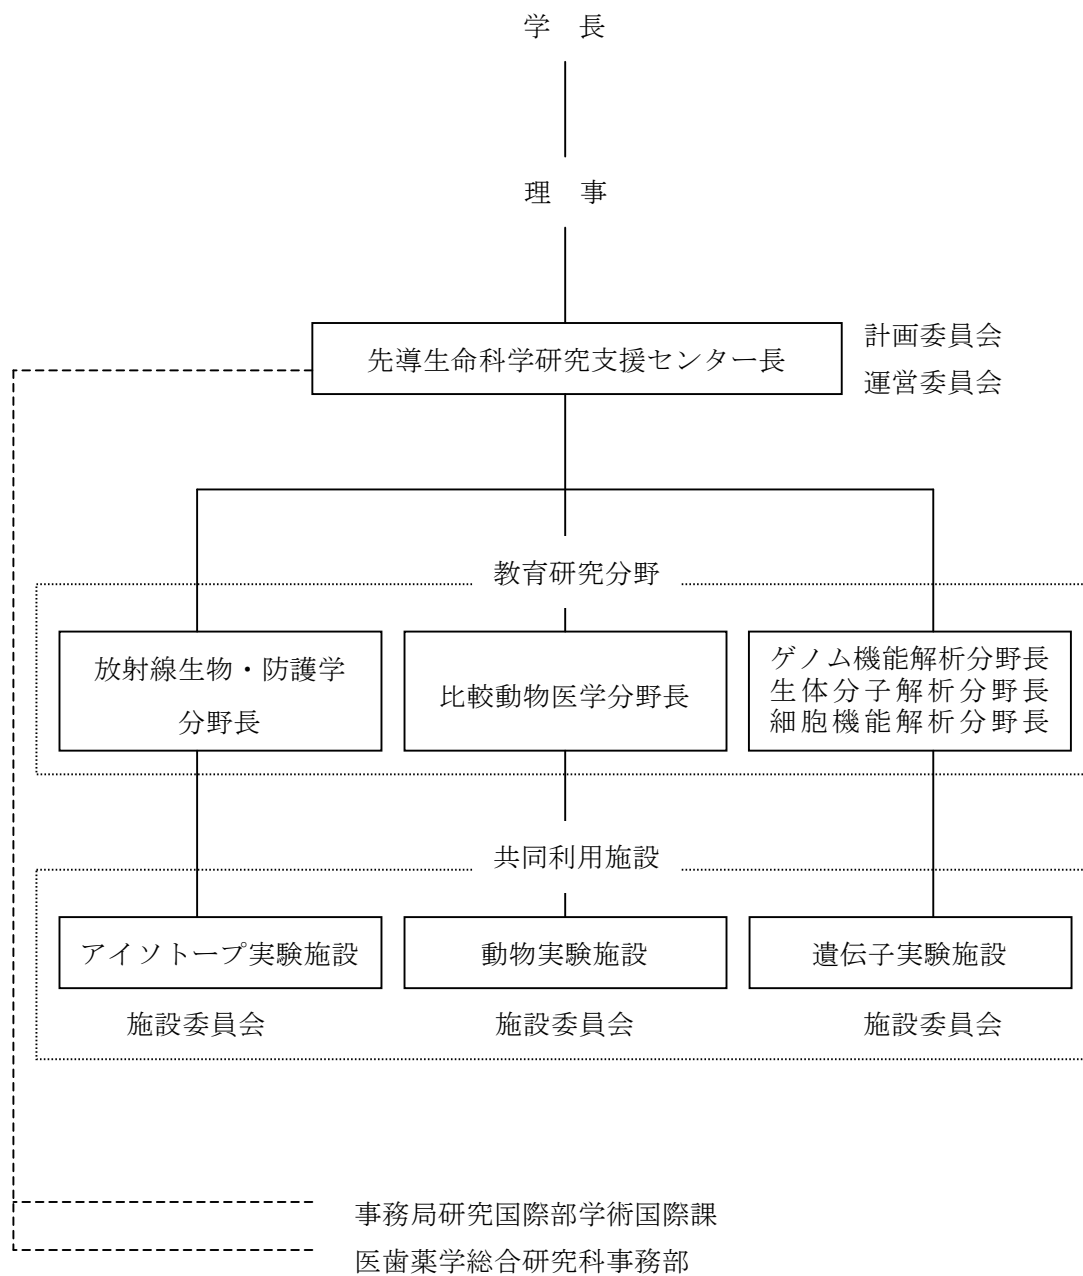 学 長
理 事
先導生命科学研究支援センター長
計画委員会
運営委員会
教育研究分野
放射線生物・防護学
分野長
比較動物医学分野長
ゲノム機能解析分野長
生体分子解析分野長
細胞機能解析分野長
共同利用施設
アイソトープ実験施設
動物実験施設
遺伝子実験施設
施設委員会
施設委員会
施設委員会
事務局研究国際部学術国際課
医歯薬学総合研究科事務部